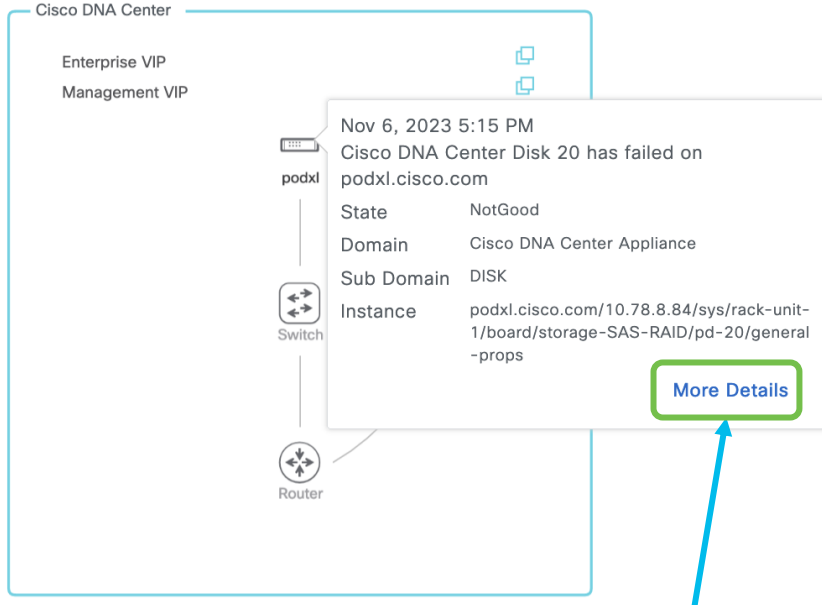 Cisco DNA Center
Enterprise VIP
Management VIP
Nov 6, 2023 5:15 PM
Cisco DNA Center Disk 20 has failed on
podxl.cisco.com
State NotGood
Domain Cisco DNA Center Appliance
Sub Domain DISK
Instance podxl.cisco.com/10.78.8.84/sys/rack-unit-
1/board/storage-SAS-RAID/pd-20/general
-props
More Details
podxl
Switch
Router